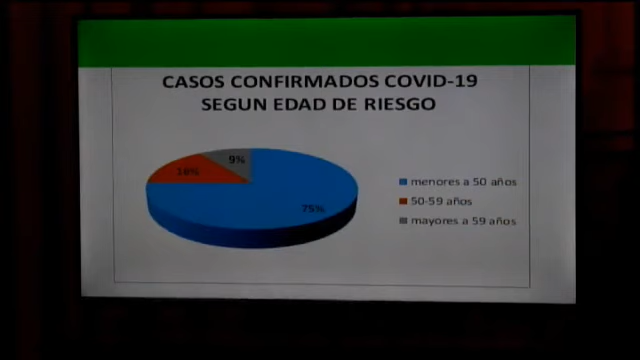 CASOS CONFIRMADOS COVID-19
SEGUN EDAD DE RIESGO
9%
16%
75%
menores a 50 años
50-59 años
mayores a 59 años